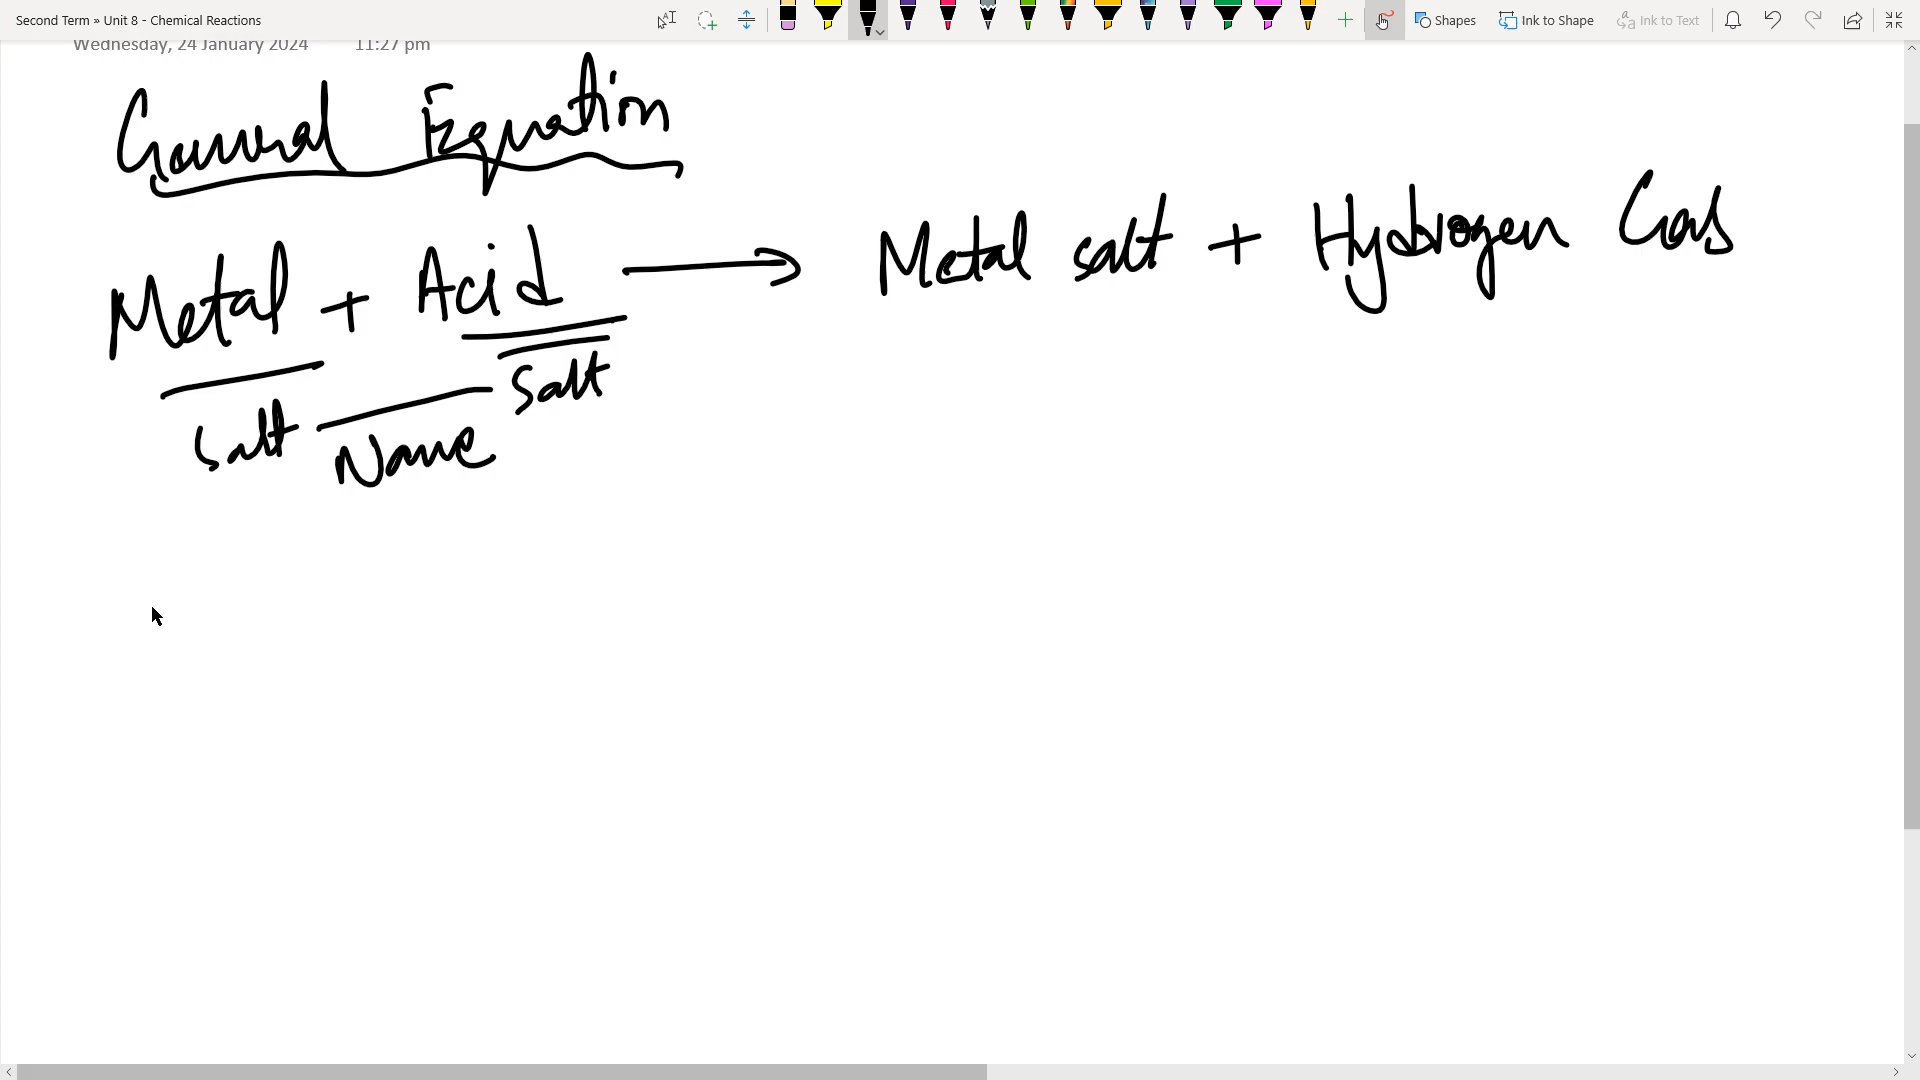 Second Term » Unit 8 - Chemical Reactions
Shapes
Ink to Shape
Ink to Text
Wednesday, 24 January 2024 11:27 pm
General Equation
Metal + Acid → Metal salt + Hydrogen Gas
Salt
Salt
Name